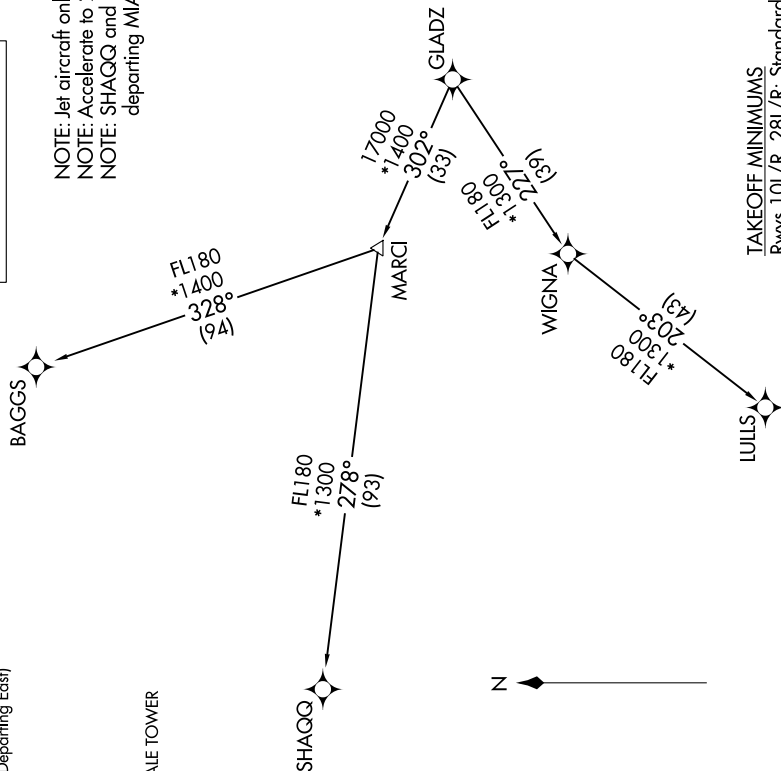 Departing East)
ALE TOWER
NOTE: Jet aircraft onl
NOTE: Accelerate to
NOTE: SHAQQ and
departing MIA
BAGGS
FL180
*1400
328°
(94)
GLADZ
17000
*1400
302°
(33)
MARCI
FL180
*1300
227°
(39)
WIGNA
FL180
*1300
203°
(43)
LULLS
FL180
*1300
278°
(93)
SHAQQ
N
TAKEOFF MINIMUMS
Rwys 10L/R, 28L/R: Standard